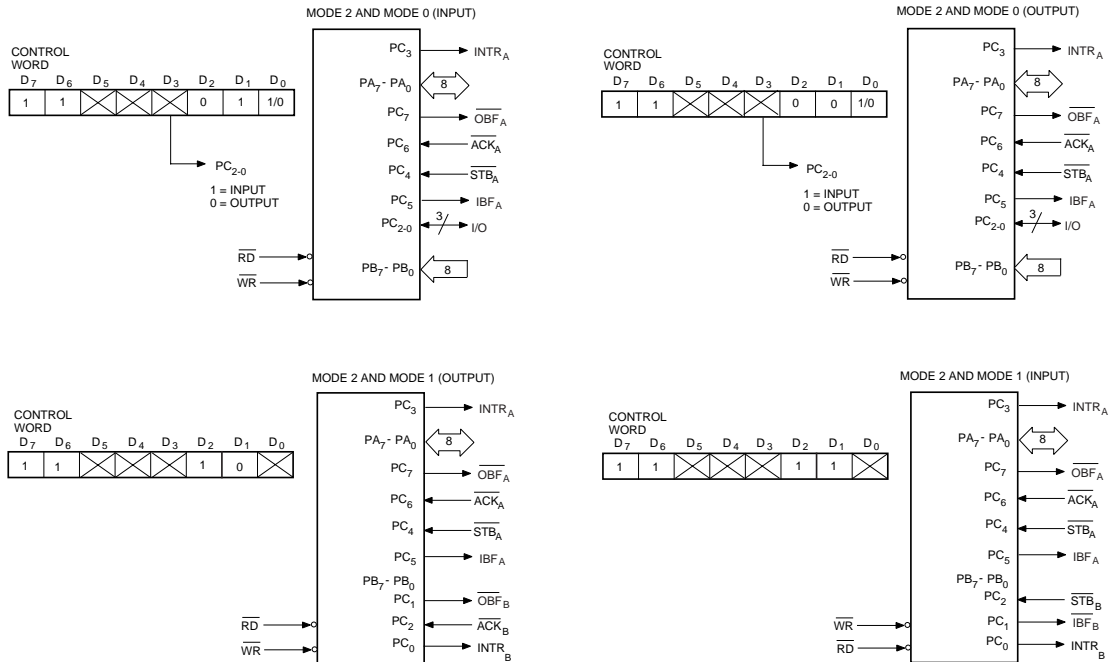 MODE 2 AND MODE 0 (INPUT)
CONTROL
WORD
D7 D6 D5 D4 D3 D2 D1 D0
1 1 0 1 1/0
PC2-0
1 = INPUT
0 = OUTPUT
RD
WR
PC3 INTRA
PA7- PA0 8
PC7 OBFA
PC6 ACKA
PC4 STBA
PC5 IBFA
PC2-0 3 I/O
PB7- PB0 8
MODE 2 AND MODE 0 (OUTPUT)
CONTROL
WORD
D7 D6 D5 D4 D3 D2 D1 D0
1 1 0 0 1/0
PC2-0
1 = INPUT
0 = OUTPUT
RD
WR
PC3 INTRA
PA7- PA0 8
PC7 OBFA
PC6 ACKA
PC4 STBA
PC5 IBFA
PC2-0 3 I/O
PB7- PB0 8
MODE 2 AND MODE 1 (OUTPUT)
CONTROL
WORD
D7 D6 D5 D4 D3 D2 D1 D0
1 1 1 0
RD
WR
PC3 INTRA
PA7- PA0 8
PC7 OBFA
PC6 ACKA
PC4 STBA
PC5 IBFA
PB7- PB0
PC1 OBFB
PC2 ACKB
PC0 INTRB
MODE 2 AND MODE 1 (INPUT)
CONTROL
WORD
D7 D6 D5 D4 D3 D2 D1 D0
1 1 1 1
WR
RD
PC3 INTRA
PA7- PA0 8
PC7 OBFA
PC6 ACKA
PC4 STBA
PC5 IBFA
PB7- PB0
PC2 STBB
PC1 IBFB
PC0 INTRB